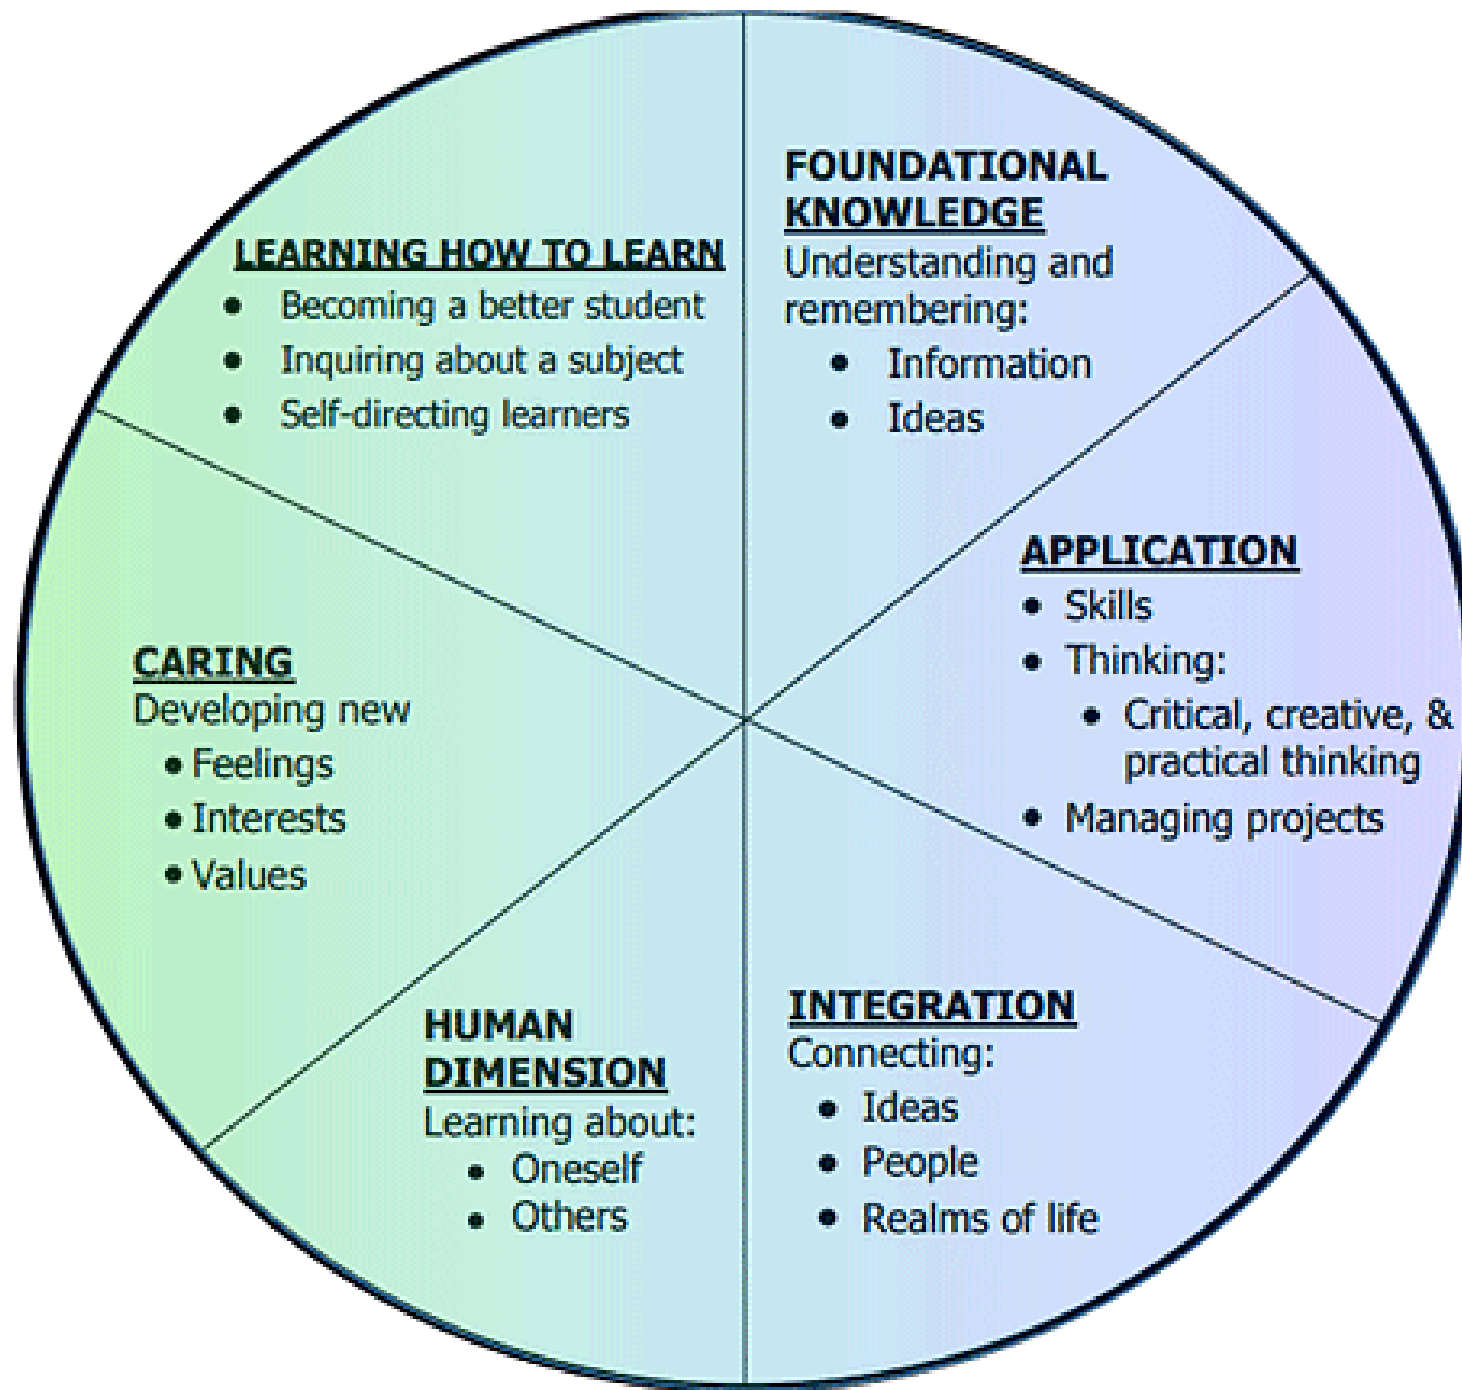 FOUNDATIONAL
KNOWLEDGE
Understanding and
remembering:
• Information
• Ideas
APPLICATION
• Skills
• Thinking:
• Critical, creative, &
practical thinking
• Managing projects
INTEGRATION
Connecting:
• Ideas
• People
• Realms of life
HUMAN
DIMENSION
Learning about:
• Oneself
• Others
CARING
Developing new
• Feelings
• Interests
• Values
LEARNING HOW TO LEARN
• Becoming a better student
• Inquiring about a subject
• Self-directing learners